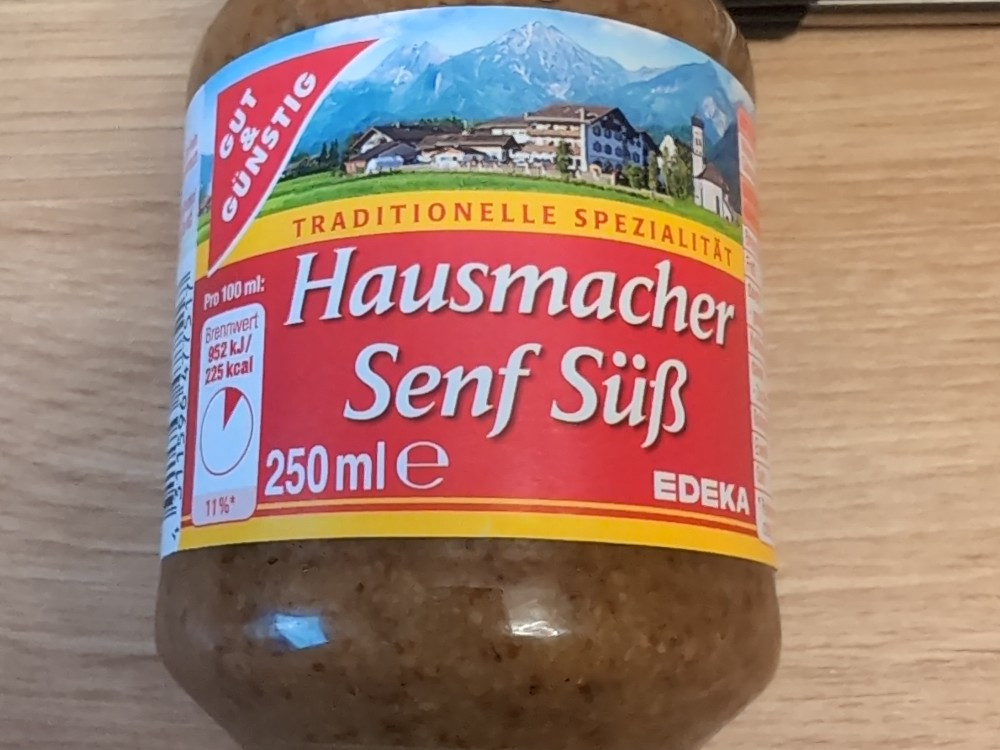 GUT
&
GÜNSTIG
TRADITIONELLE SPEZIALITÄT
Hausmacher
Senf Süß
Pro 100 ml:
Brennwert
952 kJ/
225 kcal
11%*
250 ml e
EDEKA